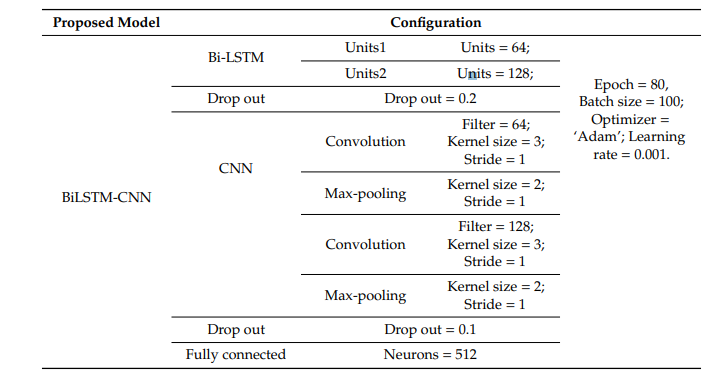 Proposed Model Configuration
Bi-LSTM
Units1 Units = 64;
Units2 Units = 128;
Drop out Drop out = 0.2
BiLSTM-CNN
CNN
Convolution
Filter = 64;
Kernel size = 3;
Stride = 1
Max-pooling
Kernel size = 2;
Stride = 1
Convolution
Filter = 128;
Kernel size = 3;
Stride = 1
Max-pooling
Kernel size = 2;
Stride = 1
Drop out Drop out = 0.1
Fully connected Neurons = 512
Epoch = 80,
Batch size = 100;
Optimizer =
‘Adam’; Learning
rate = 0.001.